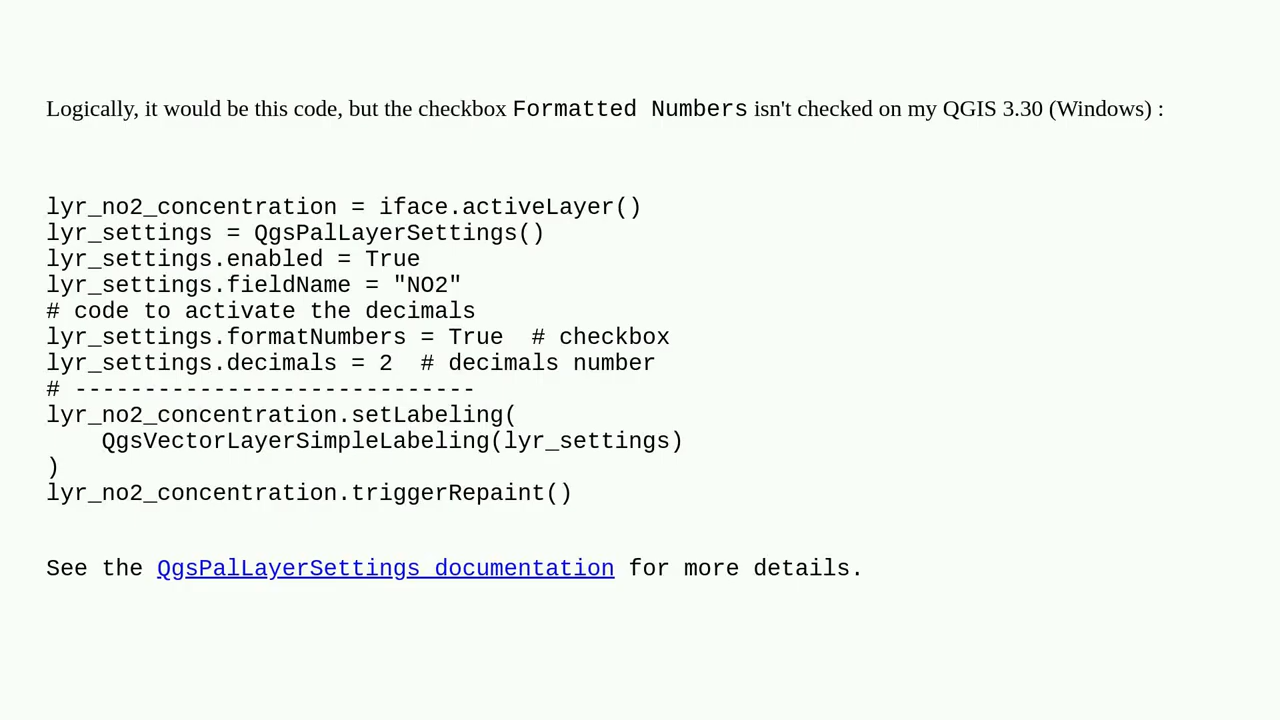 Logically, it would be this code, but the checkbox Formatted Numbers isn't checked on my QGIS 3.30 (Windows) :
lyr_no2_concentration = iface.activeLayer()
lyr_settings = QgsPalLayerSettings()
lyr_settings.enabled = True
lyr_settings.fieldName = "NO2"
# code to activate the decimals
lyr_settings.formatNumbers = True  # checkbox
lyr_settings.decimals = 2  # decimals number
# -----------------------------
lyr_no2_concentration.setLabeling(
    QgsVectorLayerSimpleLabeling(lyr_settings)
)
lyr_no2_concentration.triggerRepaint()
See the QgsPalLayerSettings documentation for more details.